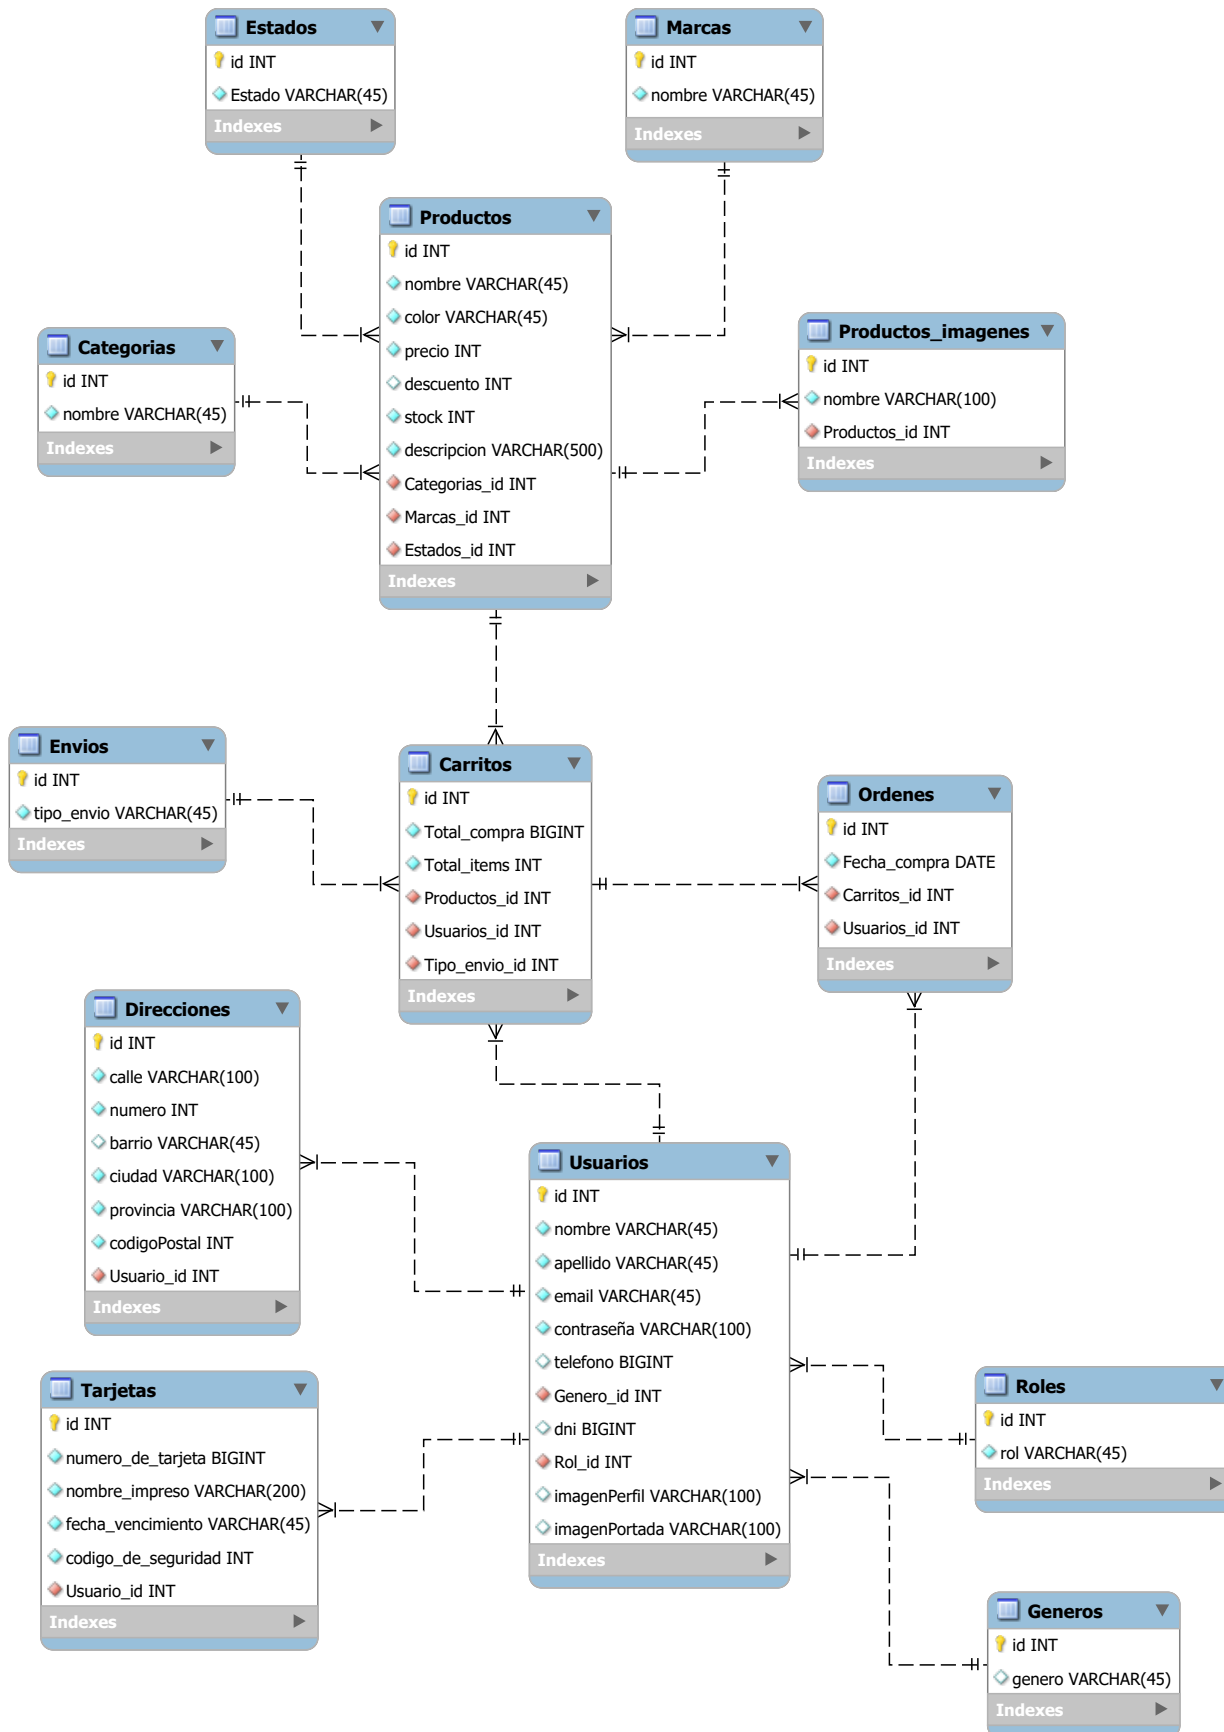 Estados
id INT
Estado VARCHAR(45)
Indexes
Marcas
id INT
nombre VARCHAR(45)
Indexes
Productos
id INT
nombre VARCHAR(45)
color VARCHAR(45)
precio INT
descuento INT
stock INT
descripcion VARCHAR(500)
Categorias_id INT
Marcas_id INT
Estados_id INT
Indexes
Categorias
id INT
nombre VARCHAR(45)
Indexes
Productos_imagenes
id INT
nombre VARCHAR(100)
Productos_id INT
Indexes
Envios
id INT
tipo_envio VARCHAR(45)
Indexes
Carritos
id INT
Total_compra BIGINT
Total_items INT
Productos_id INT
Usuarios_id INT
Tipo_envio_id INT
Indexes
Ordenes
id INT
Fecha_compra DATE
Carritos_id INT
Usuarios_id INT
Indexes
Direcciones
id INT
calle VARCHAR(100)
numero INT
barrio VARCHAR(45)
ciudad VARCHAR(100)
provincia VARCHAR(100)
codigoPostal INT
Usuario_id INT
Indexes
Usuarios
id INT
nombre VARCHAR(45)
apellido VARCHAR(45)
email VARCHAR(45)
contraseña VARCHAR(100)
telefono BIGINT
Genero_id INT
dni BIGINT
Rol_id INT
imagenPerfil VARCHAR(100)
imagenPortada VARCHAR(100)
Indexes
Tarjetas
id INT
numero_de_tarjeta BIGINT
nombre_impreso VARCHAR(200)
fecha_vencimiento VARCHAR(45)
codigo_de_seguridad INT
Usuario_id INT
Indexes
Roles
id INT
rol VARCHAR(45)
Indexes
Generos
id INT
genero VARCHAR(45)
Indexes